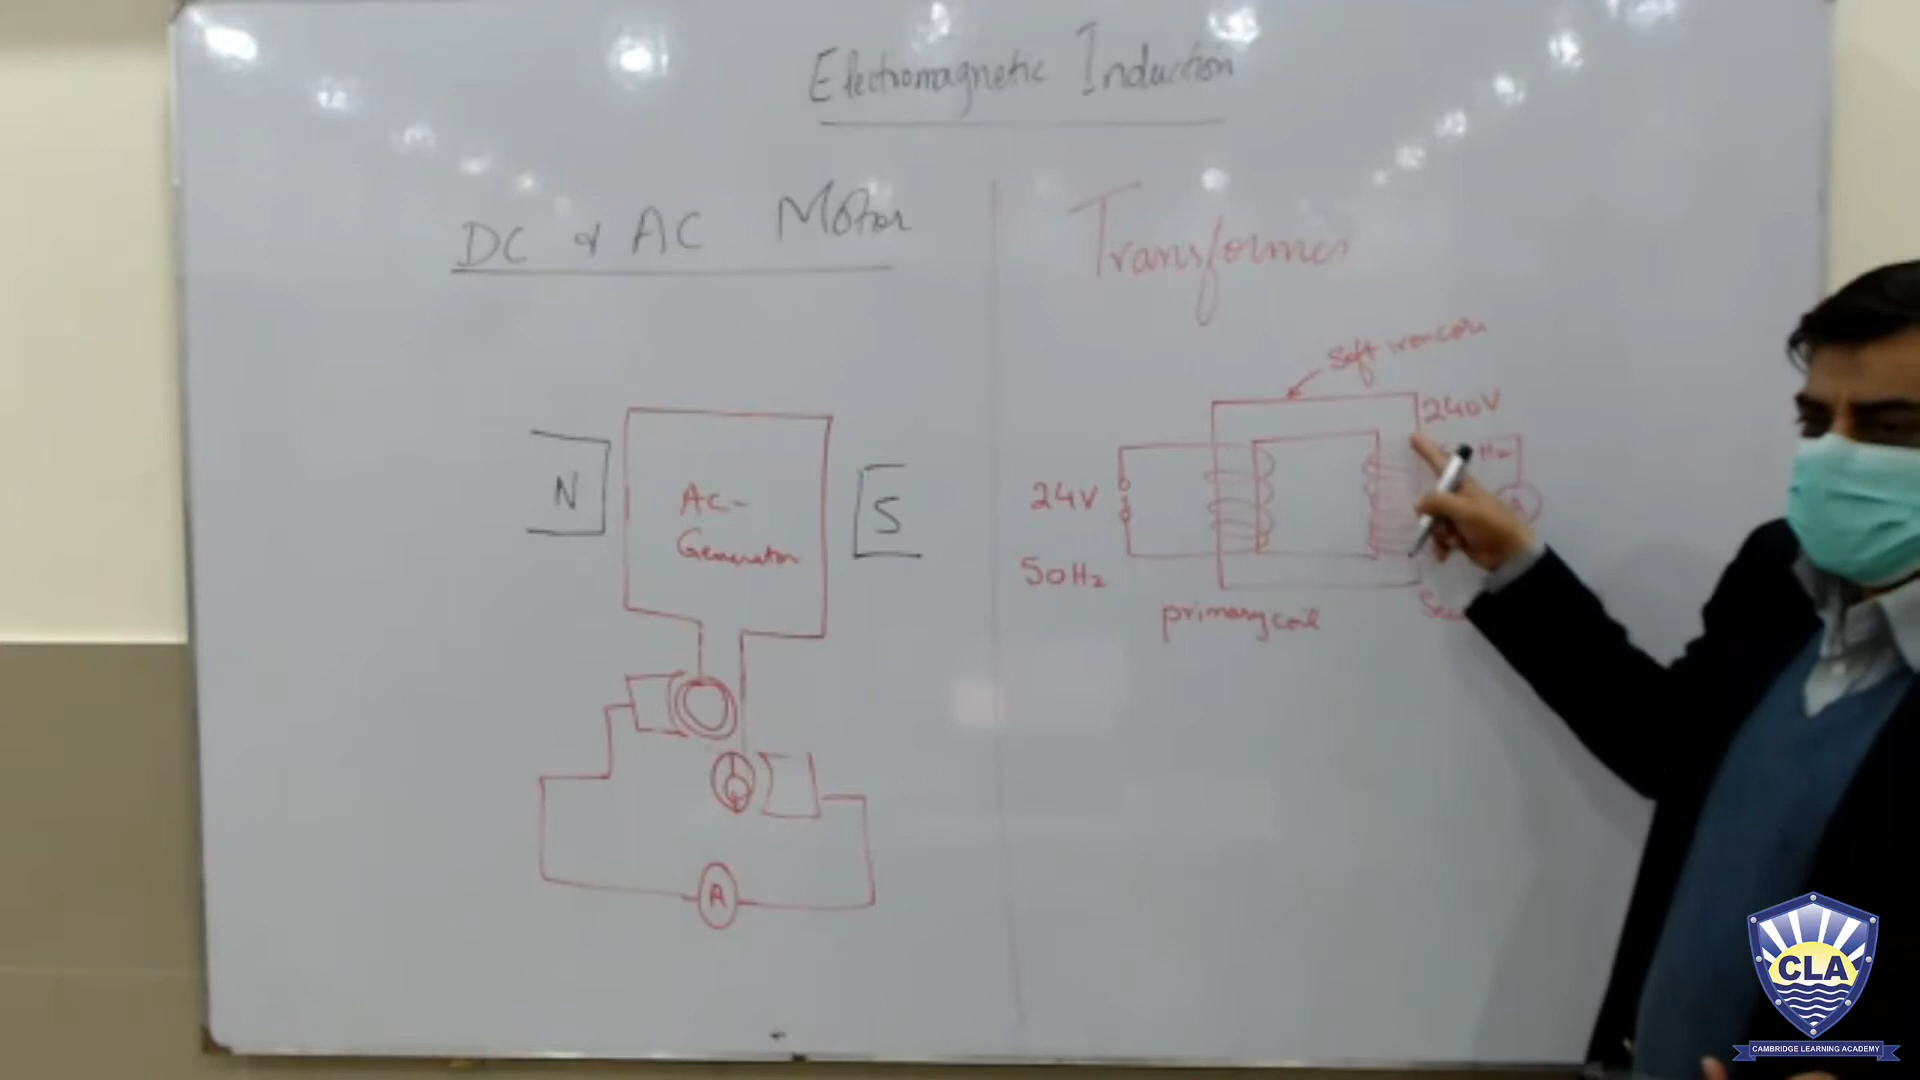 Electromagnetic Induction
DC & AC Motor
Transformer
Soft iron core
240V
24V
50Hz
primary coil
N
Ac-
Generator
S
A
CLA
CAMBRIDGE LEARNING ACADEMY